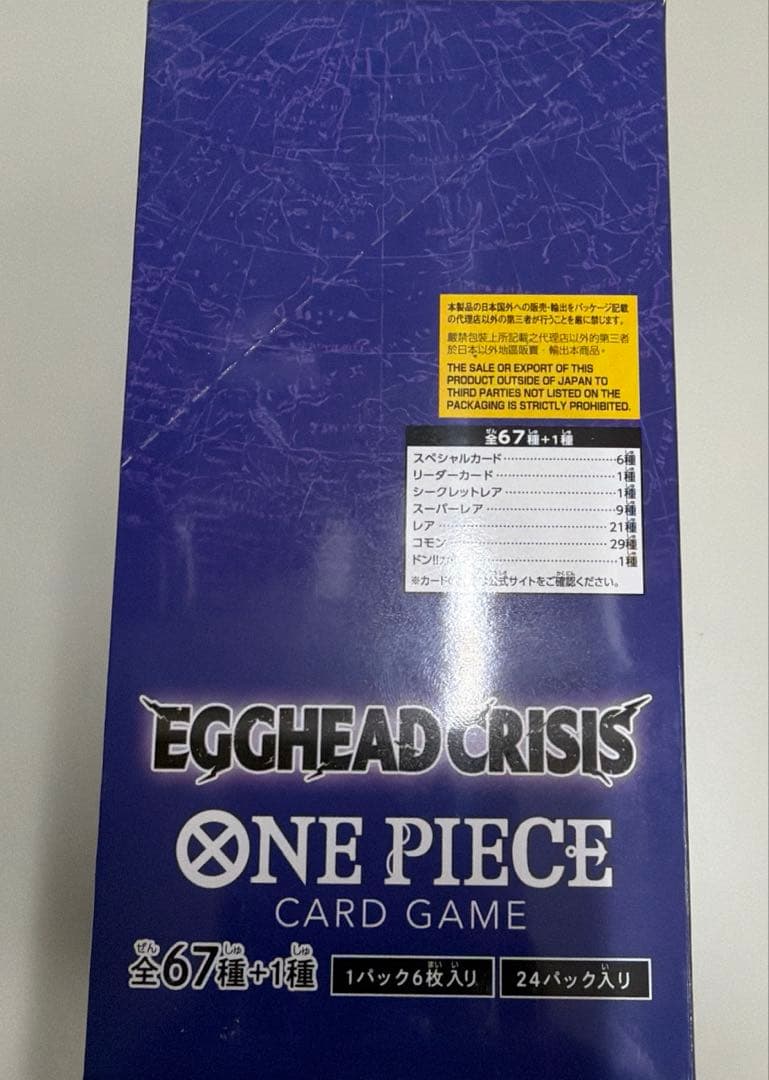 本製品の日本国外への販売・輸出をパッケージ記載
の代理店以外の第三者が行うことを厳に禁じます。
嚴禁包裝上所記載之代理店以外的第三者
於日本以外地區販賣・輸出本商品。
THE SALE OR EXPORT OF THIS
PRODUCT OUTSIDE OF JAPAN TO
THIRD PARTIES NOT LISTED ON THE
PACKAGING IS STRICTLY PROHIBITED.
全67種+1種
スペシャルカード 6種
リーダーカード 1種
シークレットレア 1種
スーパーレア 9種
レア 21種
コモン 29種
ドン!! 1種
※カード 公式サイトをご確認ください。
EGGHEAD CRISIS
ONE PIECE
CARD GAME
全67種+1種
1パック6枚入り 24パック入り